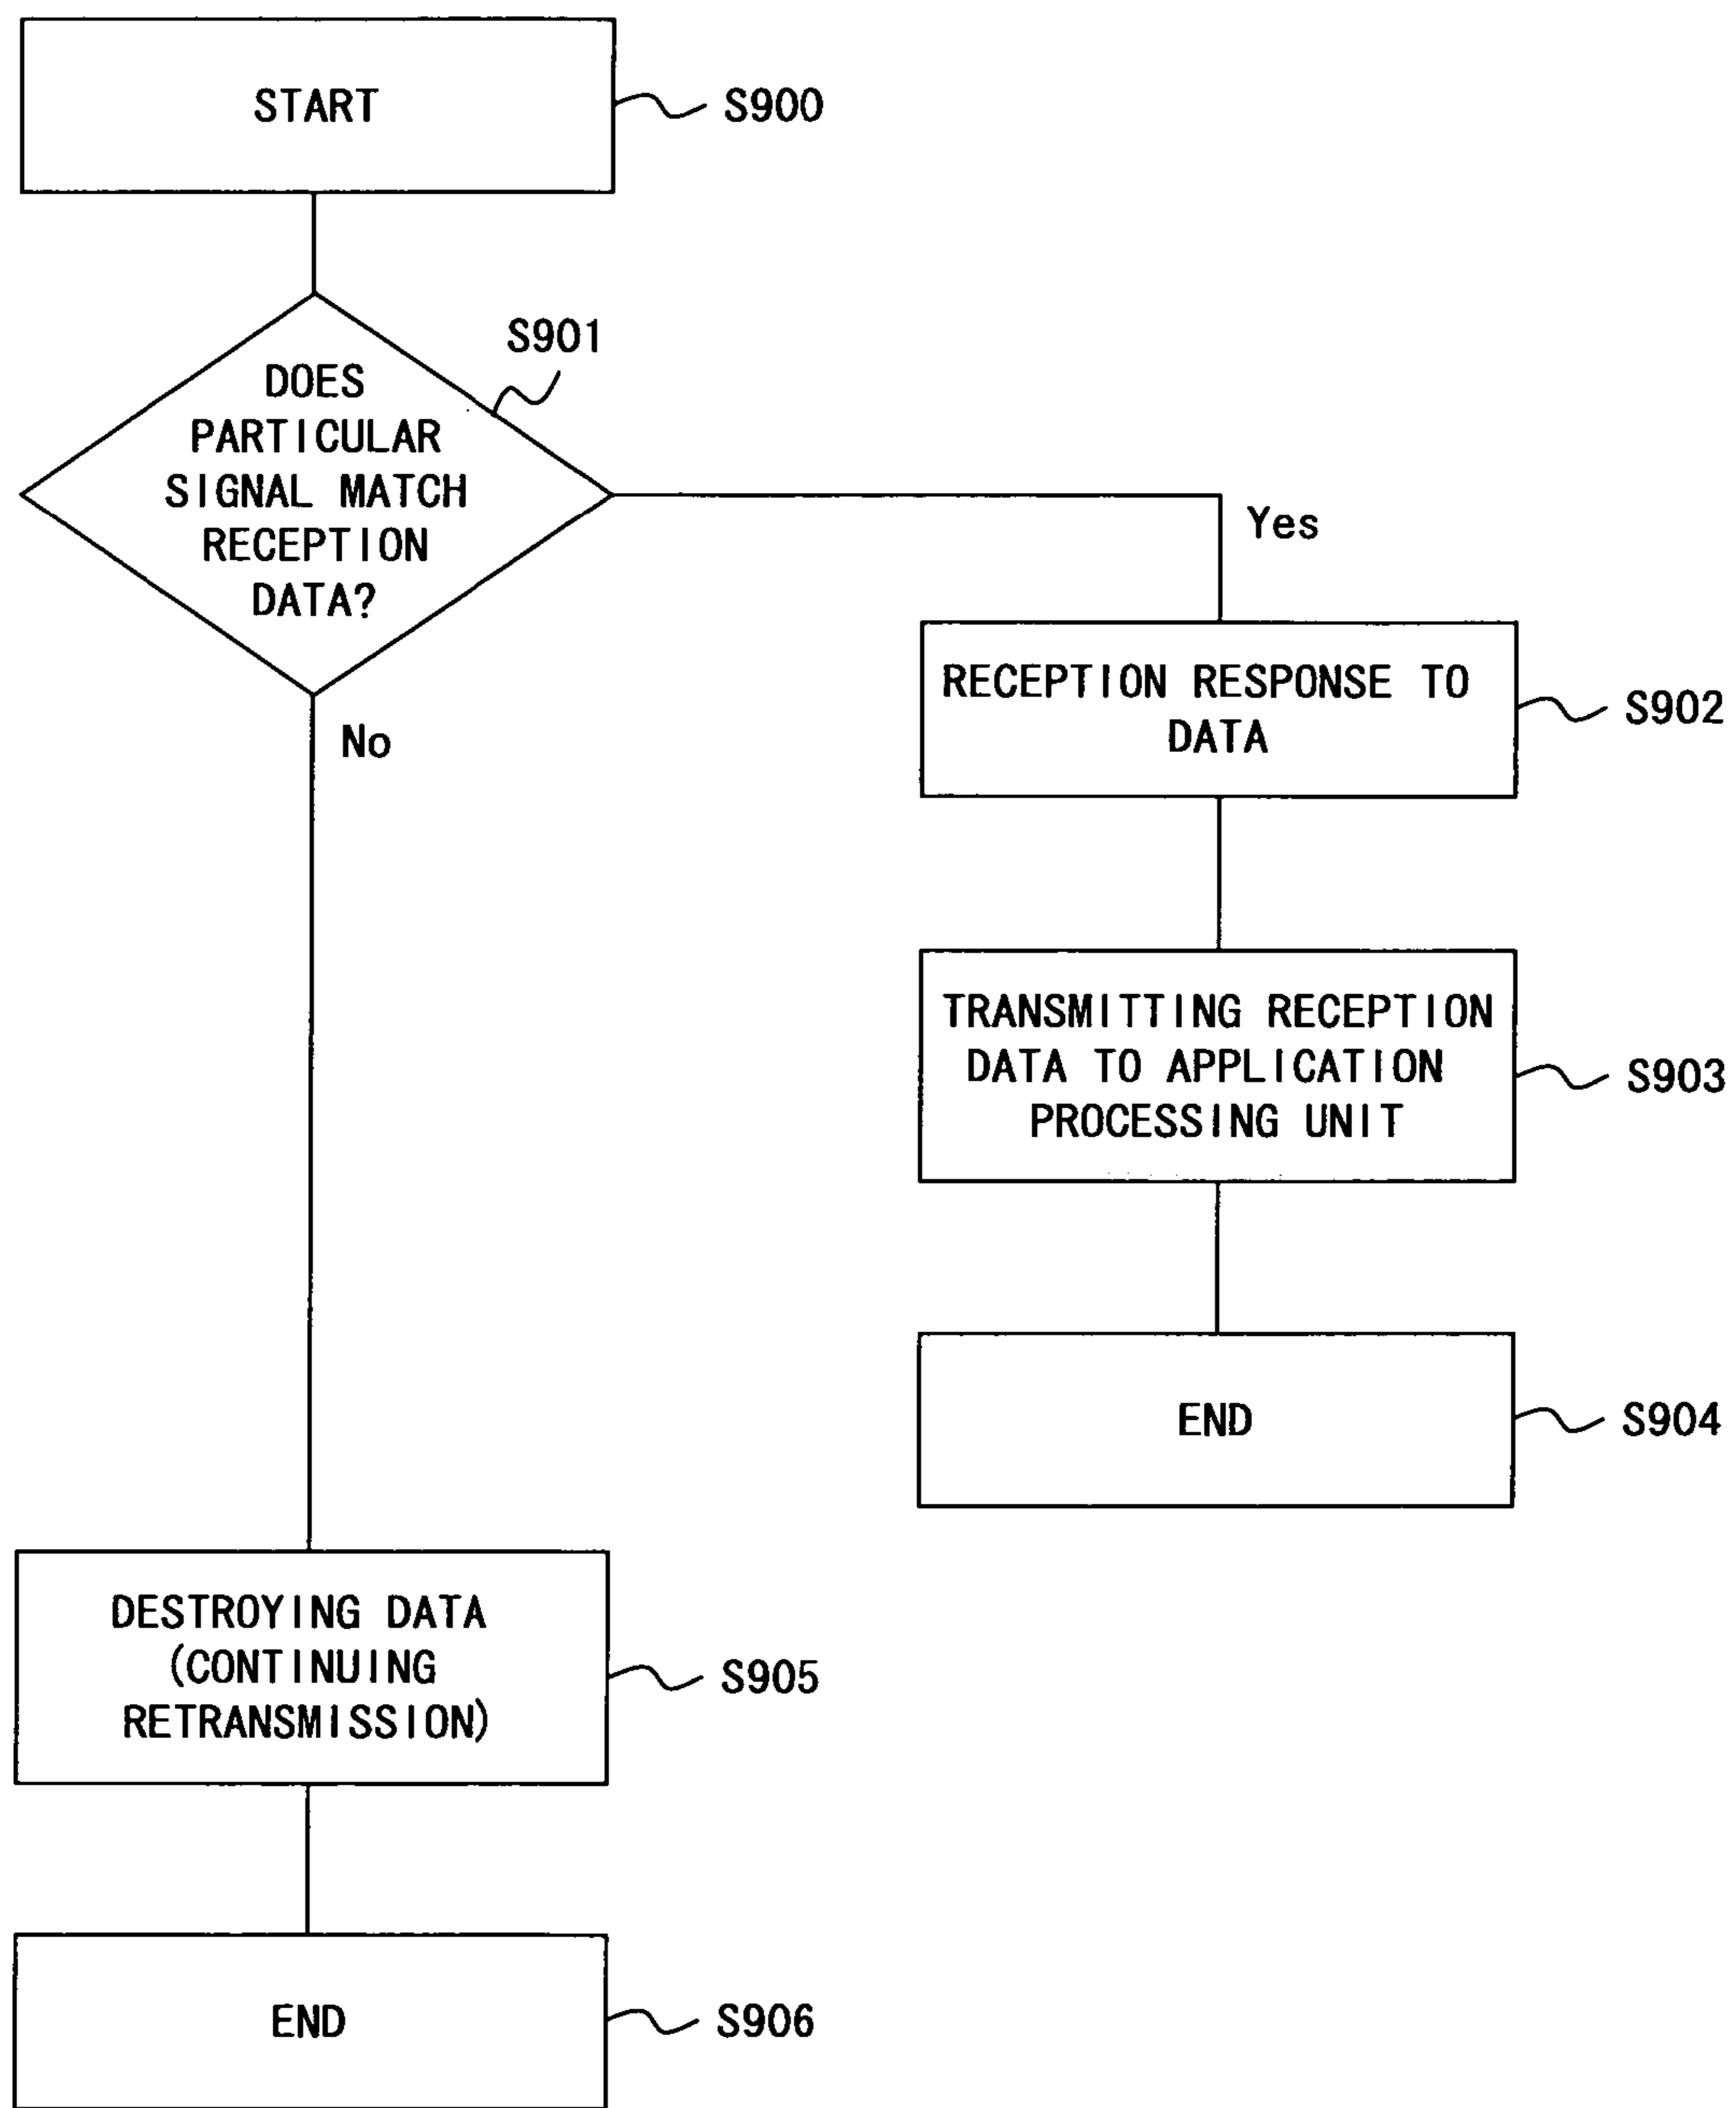 START
S900
S901
DOES
PARTICULAR
SIGNAL MATCH
RECEPTION
DATA?
Yes
No
RECEPTION RESPONSE TO
DATA
S902
TRANSMITTING RECEPTION
DATA TO APPLICATION
PROCESSING UNIT
S903
END
S904
DESTROYING DATA
(CONTINUING
RETRANSMISSION)
S905
END
S906